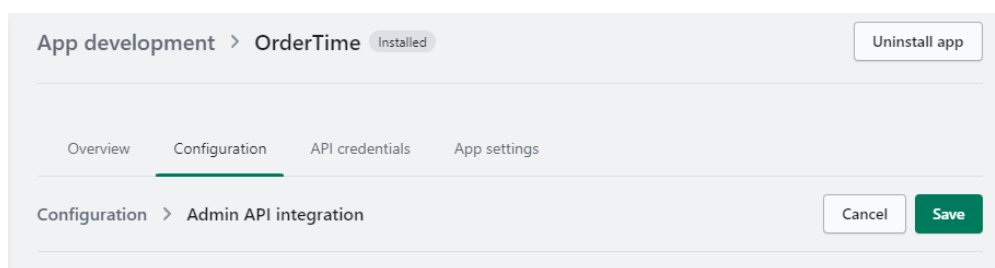 App development > OrderTime Installed Uninstall app
Overview Configuration API credentials App settings
Configuration > Admin API integration Cancel Save